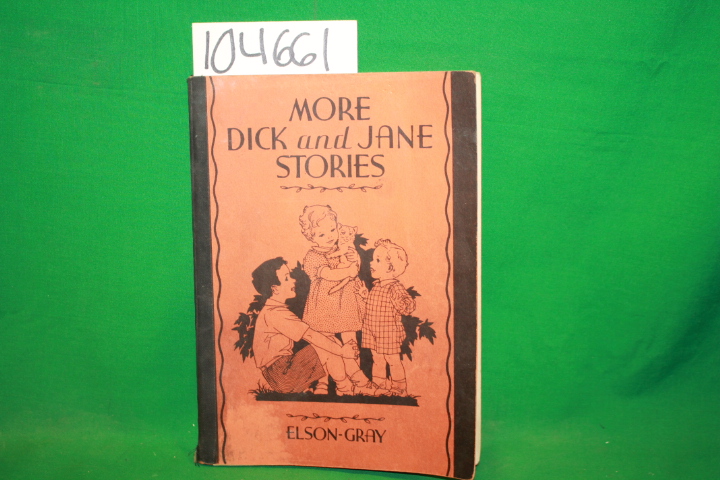 104661
MORE
DICK and JANE
STORIES
ELSON-GRAY